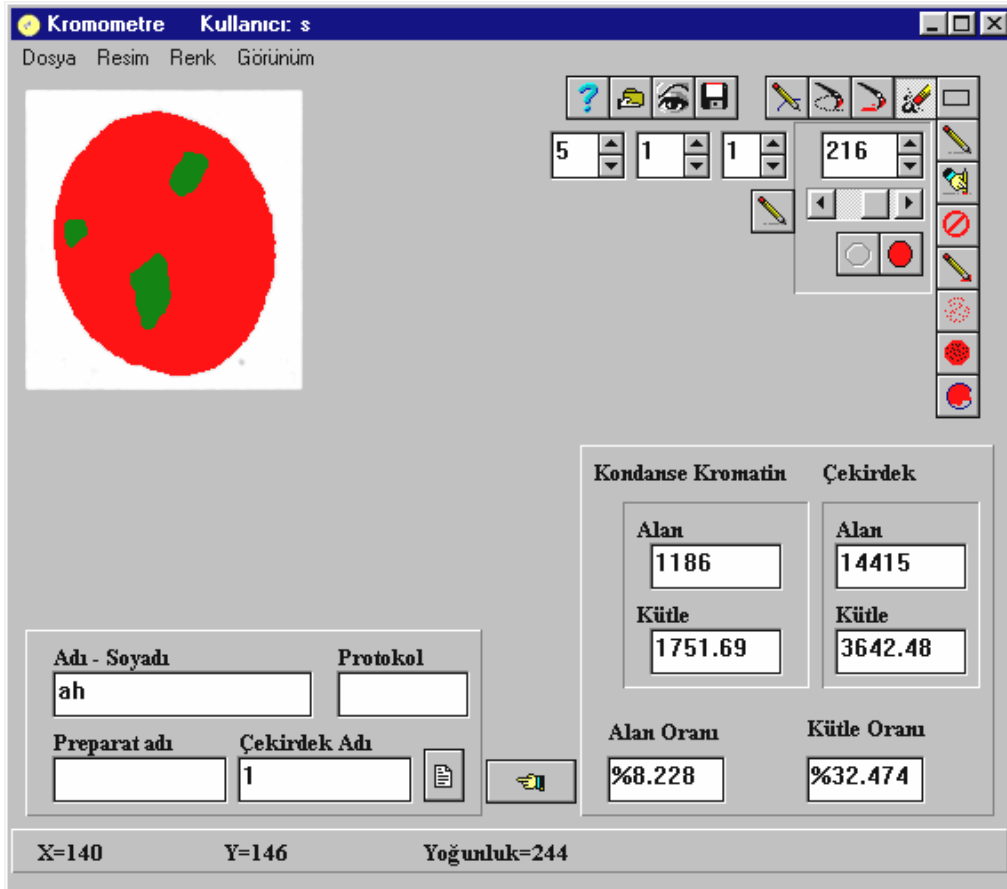 Kromometre Kullanıcı: s
Dosya Resim Renk Görünüm
5 1 1 216
Kondanse Kromatin Çekirdek
Alan Alan
1186 14415
Kütle Kütle
1751.69 3642.48
Adı - Soyadı Protokol
ah
Alan Oranı Kütle Oranı
Preparat adı Çekirdek Adı
1 %8.228 %32.474
X=140 Y=146 Yoğunluk=244